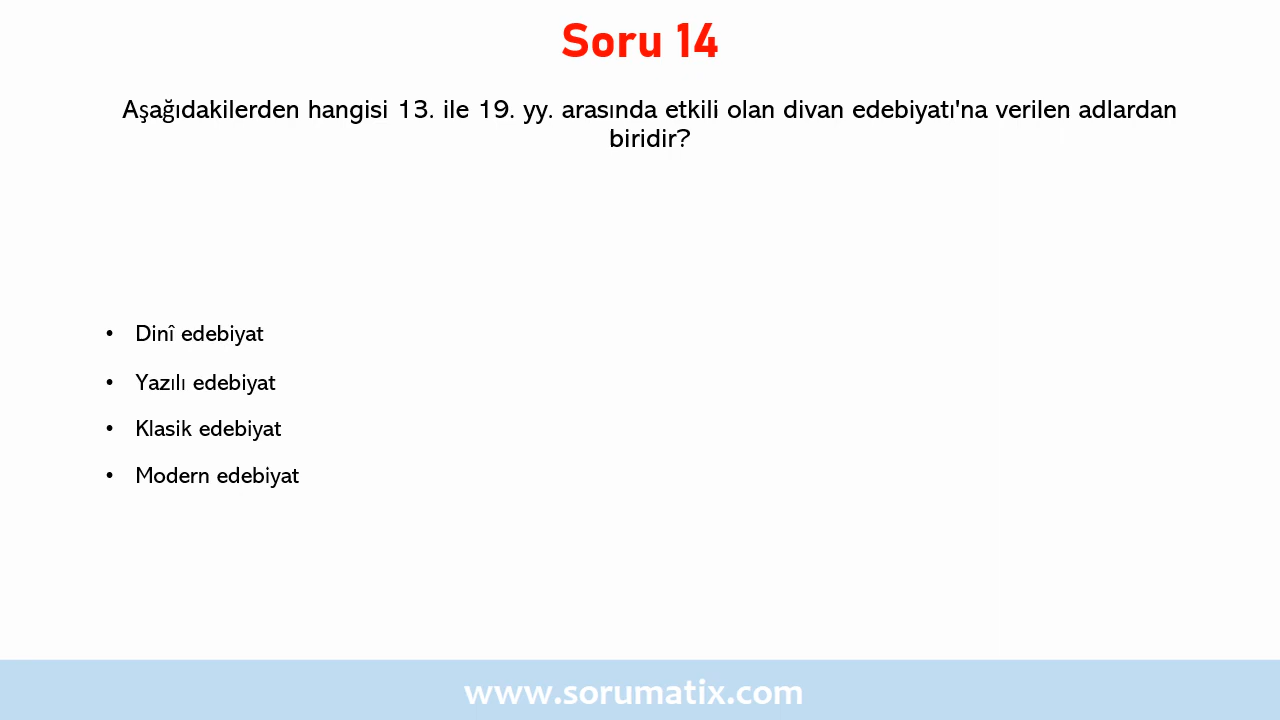 Soru 14
Aşağıdakilerden hangisi 13. ile 19. yy. arasında etkili olan divan edebiyatı'na verilen adlardan
biridir?
• Dinî edebiyat
• Yazılı edebiyat
• Klasik edebiyat
• Modern edebiyat
www.sorumatix.com